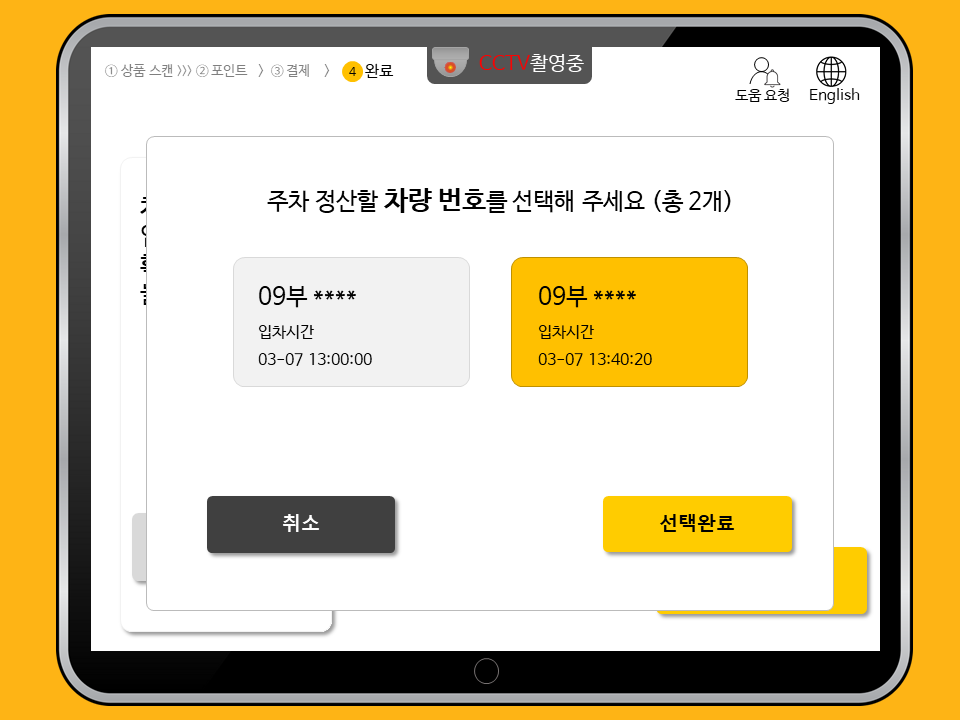 ① 상품 스캔 >>> ② 포인트 > ③ 결제 > 4 완료
CCTV촬영중
도움 요청
English
주차 정산할 차량 번호를 선택해 주세요 (총 2개)
09부 ****
입차시간
03-07 13:00:00
09부 ****
입차시간
03-07 13:40:20
취소
선택완료